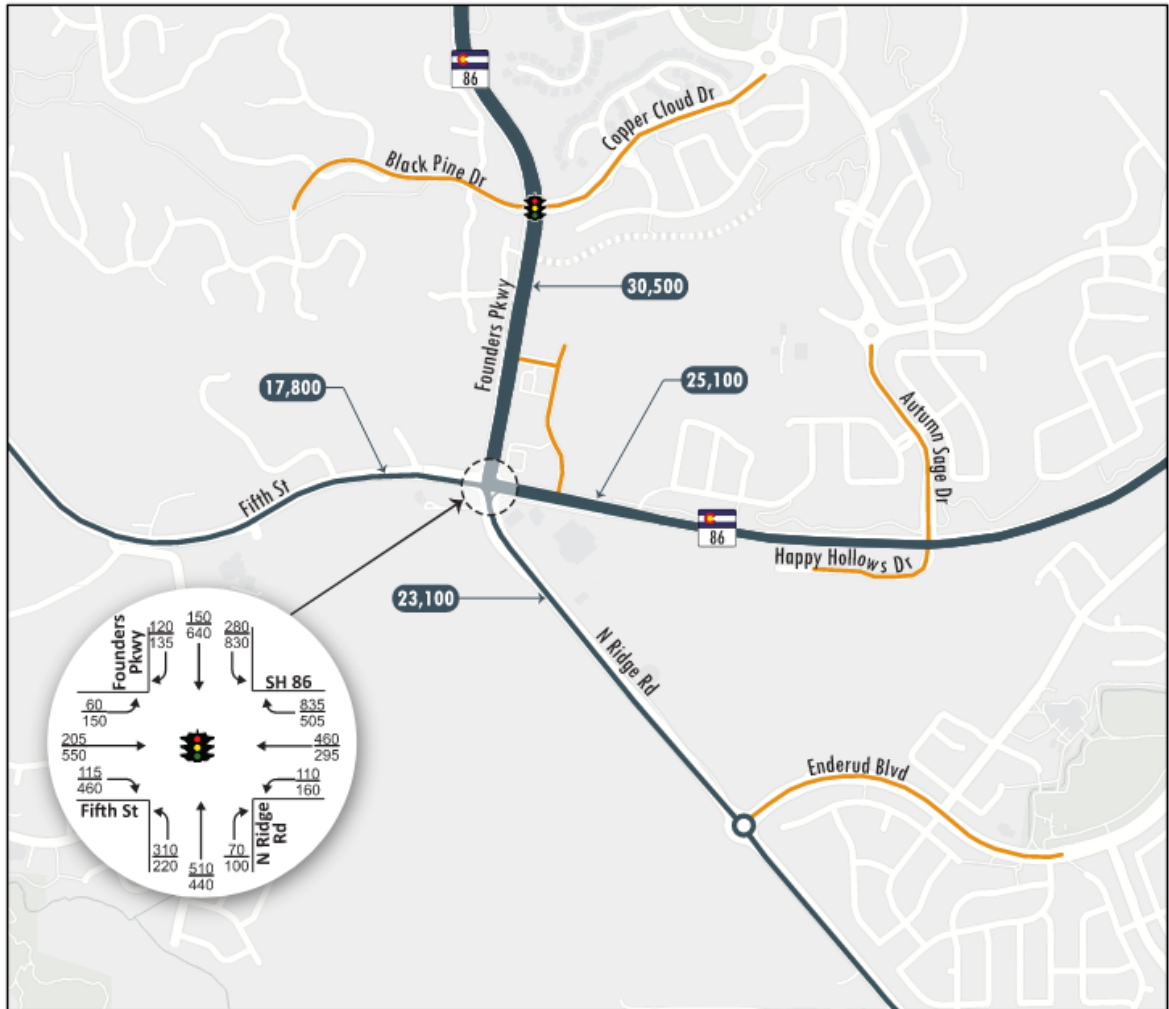 86
Copper Cloud Dr
Black Pine Dr
30,500
Founders Pkwy
17,800
25,100
Autumn Sage Dr
Fifth St
86
Happy Hollows Dr
23,100
N Ridge Rd
Enderud Blvd
Founders
Pkwy
120
135
150
640
280
830
SH 86
60
150
835
505
205
550
460
295
115
460
110
160
Fifth St
N Ridge
Rd
310
220
510
440
70
100